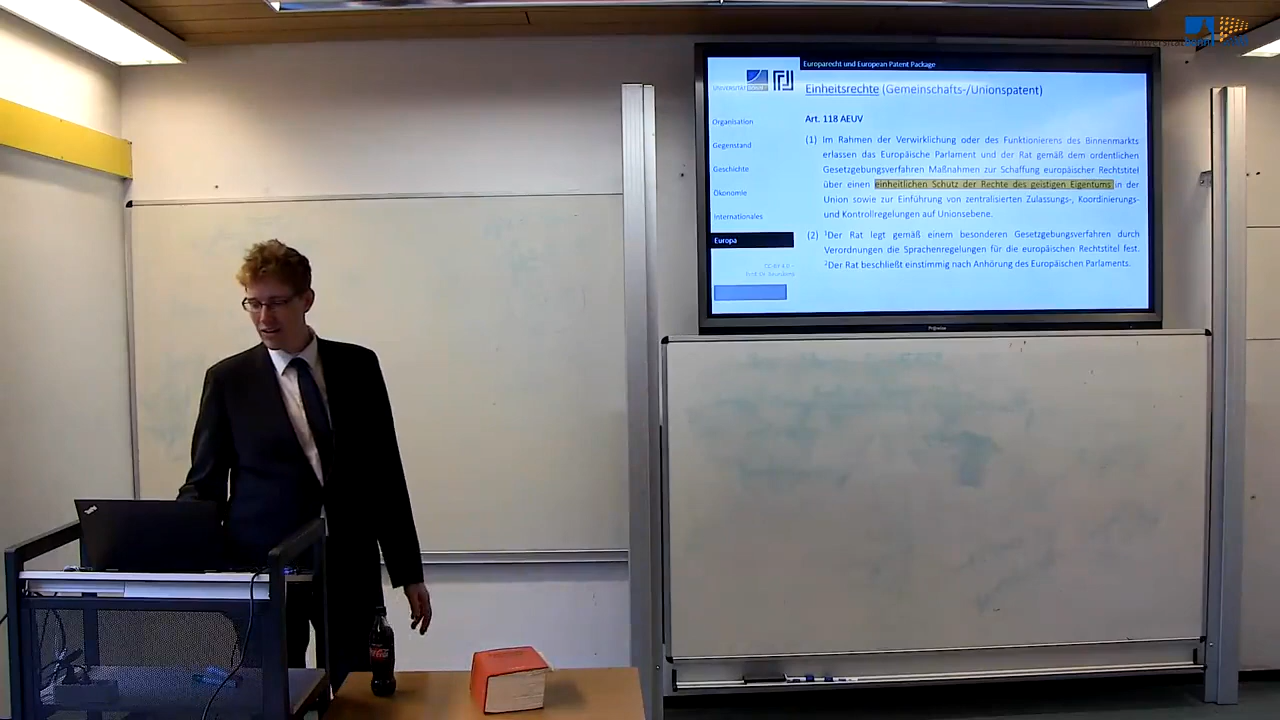 Europarecht und European Patent Package
Einheitsrechte (Gemeinschafts-/Unionspatent)
Art. 118 AEUV
(1) Im Rahmen der Verwirklichung oder des Funktionierens des Binnenmarkts
erlassen das Europäische Parlament und der Rat gemäß dem ordentlichen
Gesetzgebungsverfahren Maßnahmen zur Schaffung europäischer Rechtstitel
über einen einheitlichen Schutz der Rechte des geistigen Eigentums in der
Union sowie zur Einführung von zentralisierten Zulassungs-, Koordinierungs-
und Kontrollregelungen auf Unionsebene.
(2) ¹Der Rat legt gemäß einem besonderen Gesetzgebungsverfahren durch
Verordnungen die Sprachenregelungen für die europäischen Rechtstitel fest.
²Der Rat beschließt einstimmig nach Anhörung des Europäischen Parlaments.
Organisation
Gegenstand
Geschichte
Ökonomie
Internationales
Europa